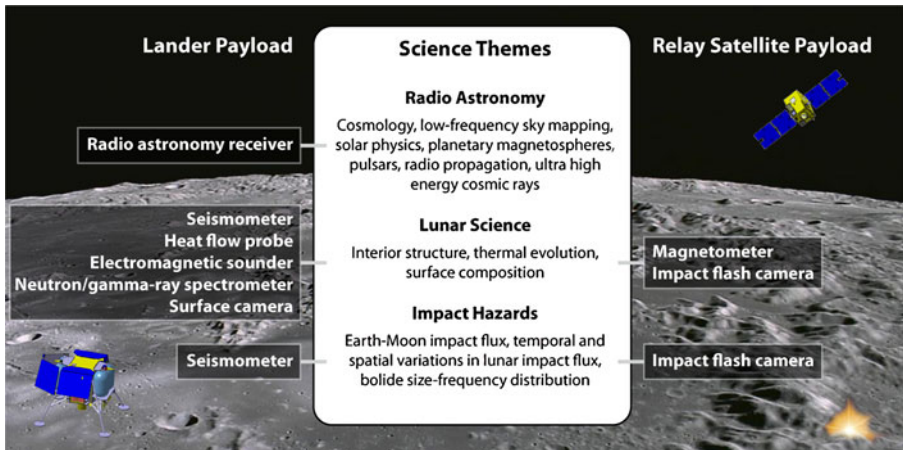 Lander Payload
Science Themes
Relay Satellite Payload
Radio Astronomy
Cosmology, low-frequency sky mapping,
solar physics, planetary magnetospheres,
pulsars, radio propagation, ultra high
energy cosmic rays
Radio astronomy receiver
Lunar Science
Interior structure, thermal evolution,
surface composition
Seismometer
Heat flow probe
Electromagnetic sounder
Neutron/gamma-ray spectrometer
Surface camera
Magnetometer
Impact flash camera
Impact Hazards
Earth-Moon impact flux, temporal and
spatial variations in lunar impact flux,
bolide size-frequency distribution
Seismometer
Impact flash camera